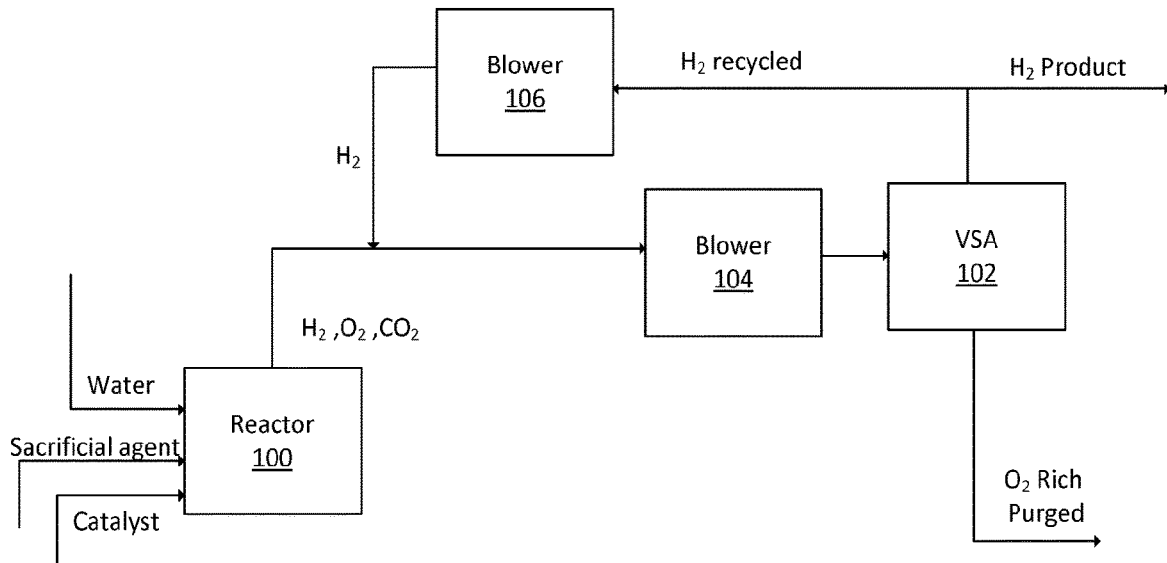 Blower
106
H₂ recycled
H₂ Product
H₂
Blower
104
VSA
102
H₂ ,O₂ ,CO₂
Water
Reactor
100
Sacrificial agent
Catalyst
O₂ Rich
Purged